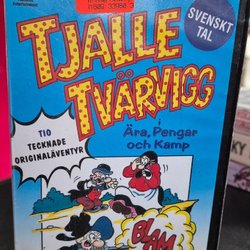 SVENSKT
TAL
TJALLE
TVÄRVIGG
i
Ära, Pengar
och Kamp
TIO
TECKNADE
ORIGINALÄVENTYR
BLAM